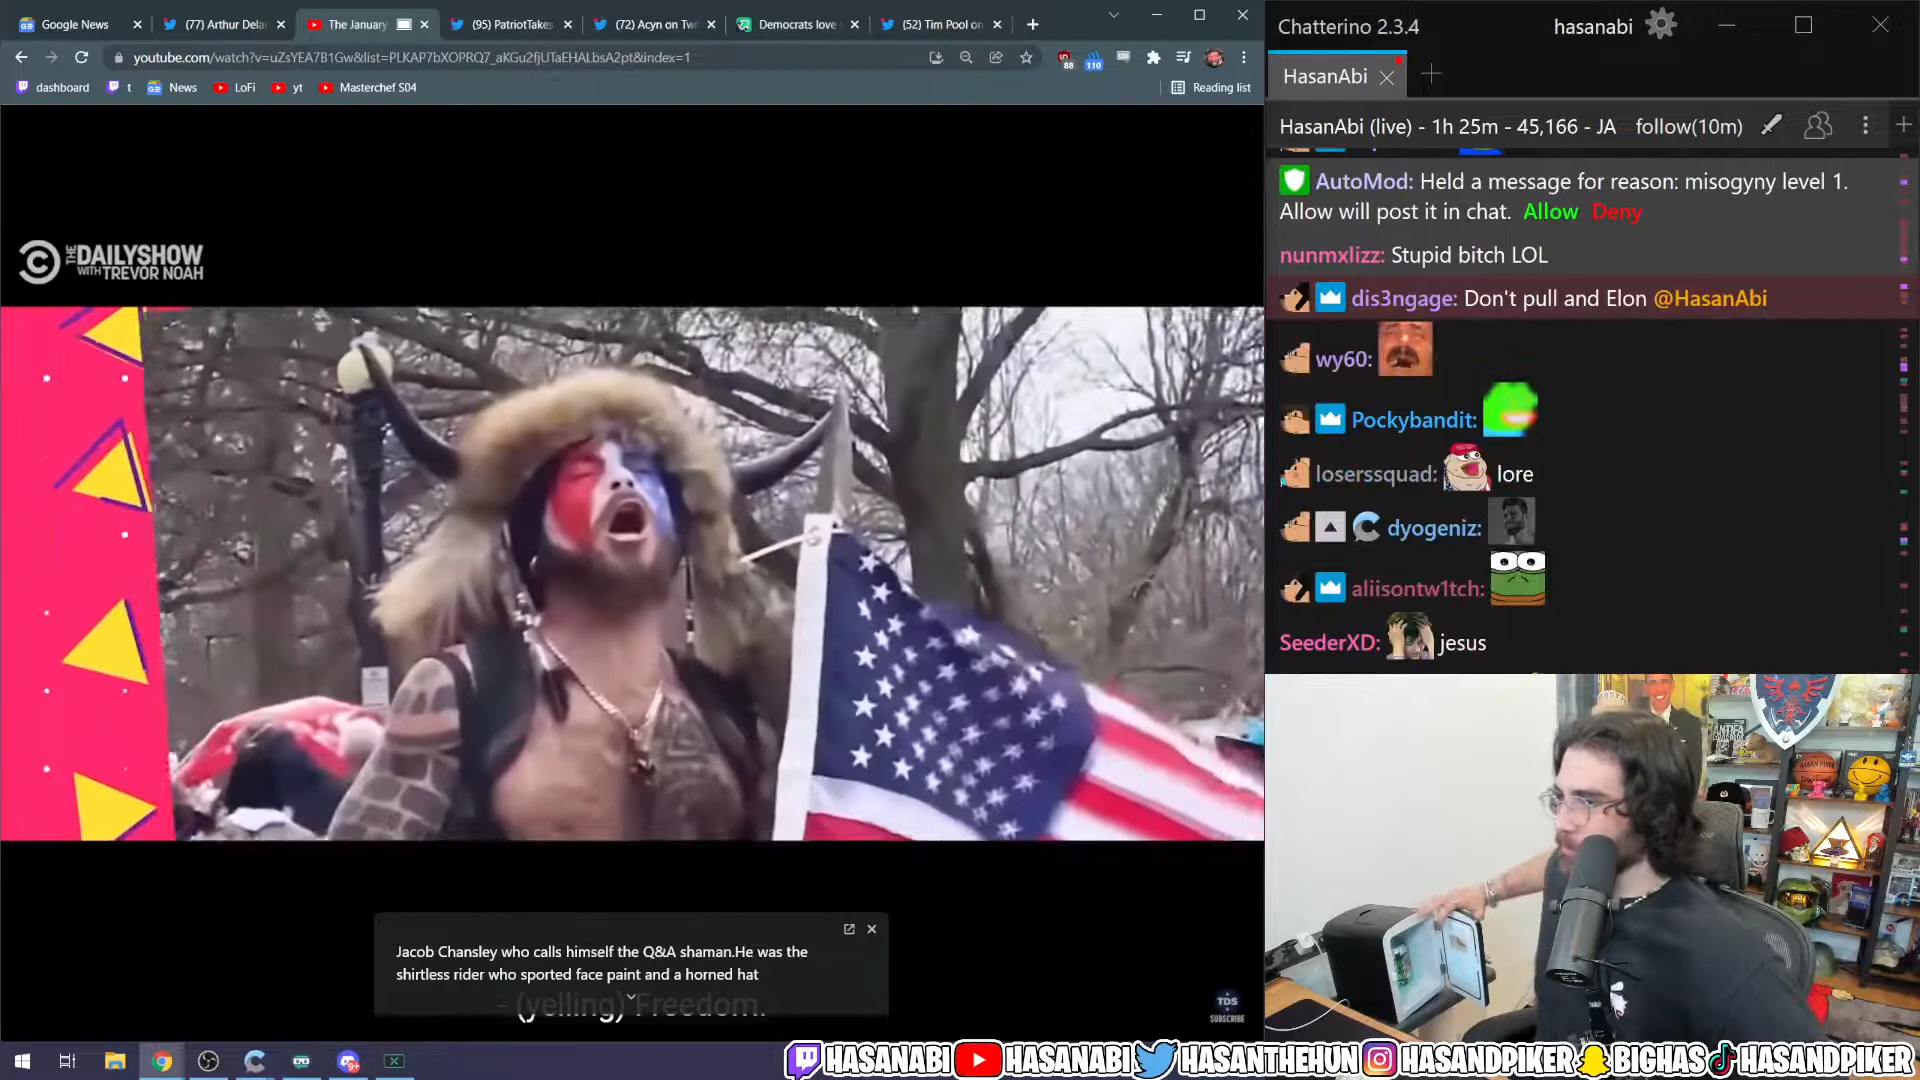 Google News
(77) Arthur Dela
The January
(95) PatriotTakes
(72) Acyn on Tw
Democrats love
(52) Tim Pool on
youtube.com/watch?v=uZsYEA7B1Gw&list=PLKAP7bXOPRQ7_aKGu2fjUTaEHALbsA2pt&index=1
88
110
dashboard
t
News
LoFi
yt
Masterchef S04
Reading list
THE DAILYSHOW
WITH TREVOR NOAH
Jacob Chansley who calls himself the Q&A shaman.He was the
shirtless rider who sported face paint and a horned hat
- (yelling) Freedom.
TDS
SUBSCRIBE
Chatterino 2.3.4
hasanabi
HasanAbi
HasanAbi (live) - 1h 25m - 45,166 - JA
follow(10m)
AutoMod: Held a message for reason: misogyny level 1.
Allow will post it in chat. Allow Deny
nunmxlizz: Stupid bitch LOL
dis3ngage: Don't pull and Elon @HasanAbi
wy60:
Pockybandit:
loserssquad: lore
dyogeniz:
aliisontw1tch:
SeederXD: jesus
ANTIFA
HASAN PIKER
HASANABI
HASANABI
HASANTHEHUN
HASANDPIKER
BIGHAS
HASANDPIKER